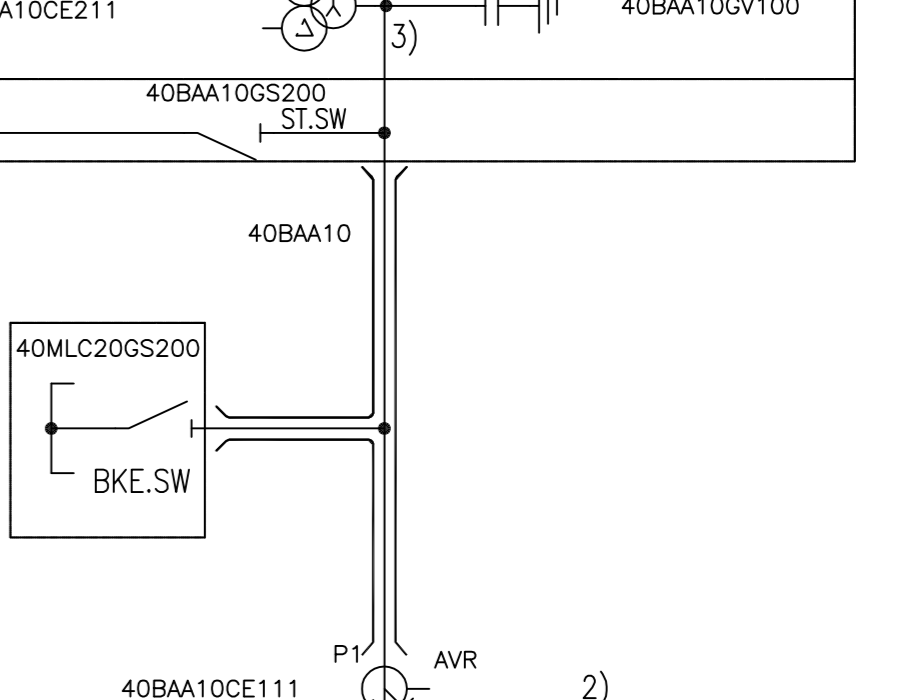 A10CE211
40BAA10GV100
3)
40BAA10GS200
ST.SW
40BAA10
40MLC20GS200
BKE.SW
P1
AVR
40BAA10CE111
2)